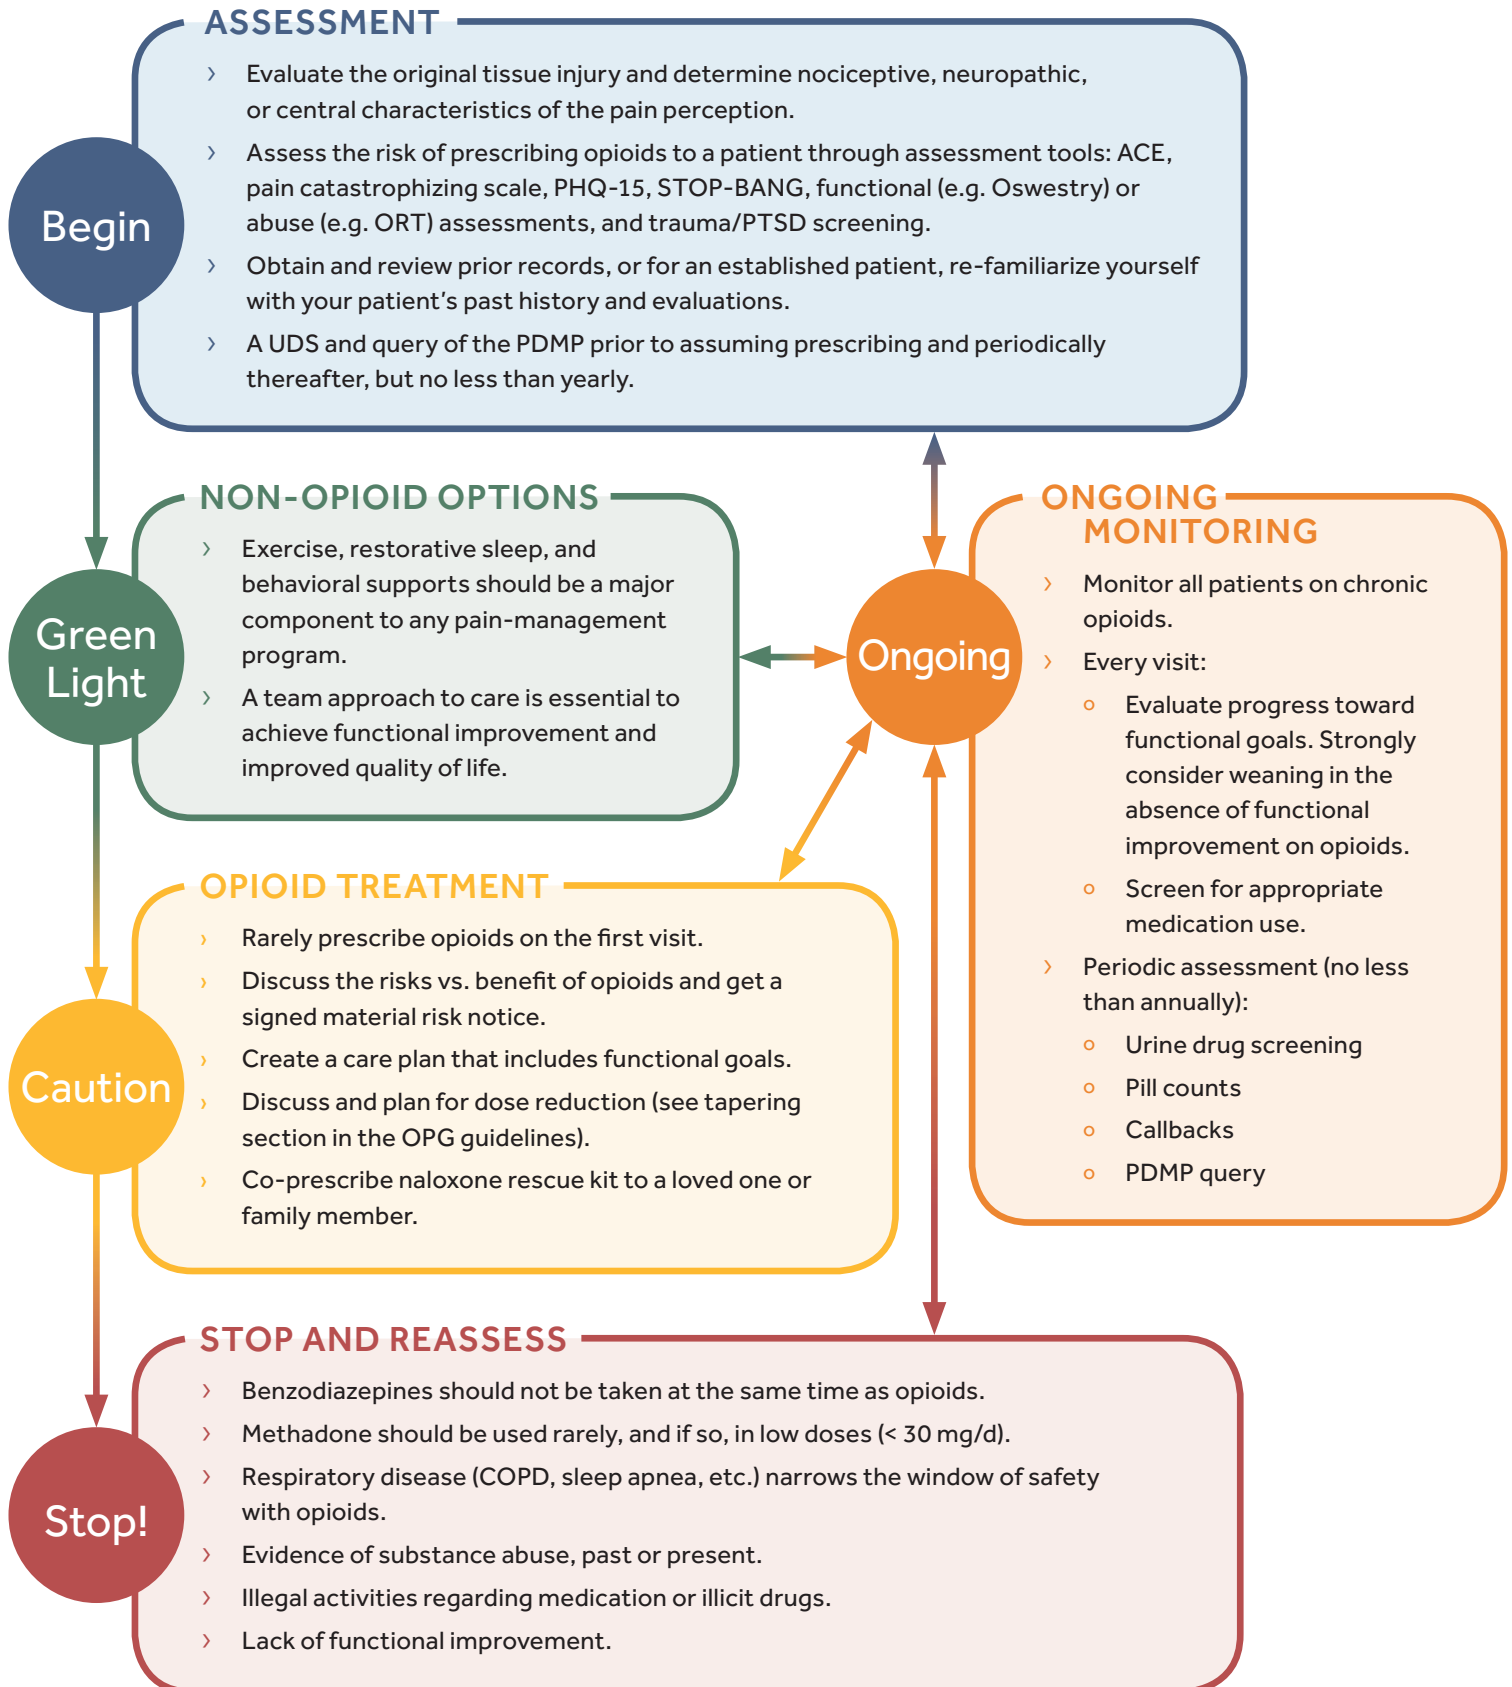 ASSESSMENT
› Evaluate the original tissue injury and determine nociceptive, neuropathic,
or central characteristics of the pain perception.
› Assess the risk of prescribing opioids to a patient through assessment tools: ACE,
pain catastrophizing scale, PHQ-15, STOP-BANG, functional (e.g. Oswestry) or
abuse (e.g. ORT) assessments, and trauma/PTSD screening.
› Obtain and review prior records, or for an established patient, re-familiarize yourself
with your patient's past history and evaluations.
› A UDS and query of the PDMP prior to assuming prescribing and periodically
thereafter, but no less than yearly.
Begin
NON-OPIOID OPTIONS
› Exercise, restorative sleep, and
behavioral supports should be a major
component to any pain-management
program.
› A team approach to care is essential to
achieve functional improvement and
improved quality of life.
Green
Light
Ongoing
ONGOING
MONITORING
› Monitor all patients on chronic
opioids.
› Every visit:
o Evaluate progress toward
functional goals. Strongly
consider weaning in the
absence of functional
improvement on opioids.
o Screen for appropriate
medication use.
› Periodic assessment (no less
than annually):
o Urine drug screening
o Pill counts
o Callbacks
o PDMP query
OPIOID TREATMENT
› Rarely prescribe opioids on the first visit.
› Discuss the risks vs. benefit of opioids and get a
signed material risk notice.
› Create a care plan that includes functional goals.
› Discuss and plan for dose reduction (see tapering
section in the OPG guidelines).
› Co-prescribe naloxone rescue kit to a loved one or
family member.
Caution
STOP AND REASSESS
› Benzodiazepines should not be taken at the same time as opioids.
› Methadone should be used rarely, and if so, in low doses (< 30 mg/d).
› Respiratory disease (COPD, sleep apnea, etc.) narrows the window of safety
with opioids.
› Evidence of substance abuse, past or present.
› Illegal activities regarding medication or illicit drugs.
› Lack of functional improvement.
Stop!